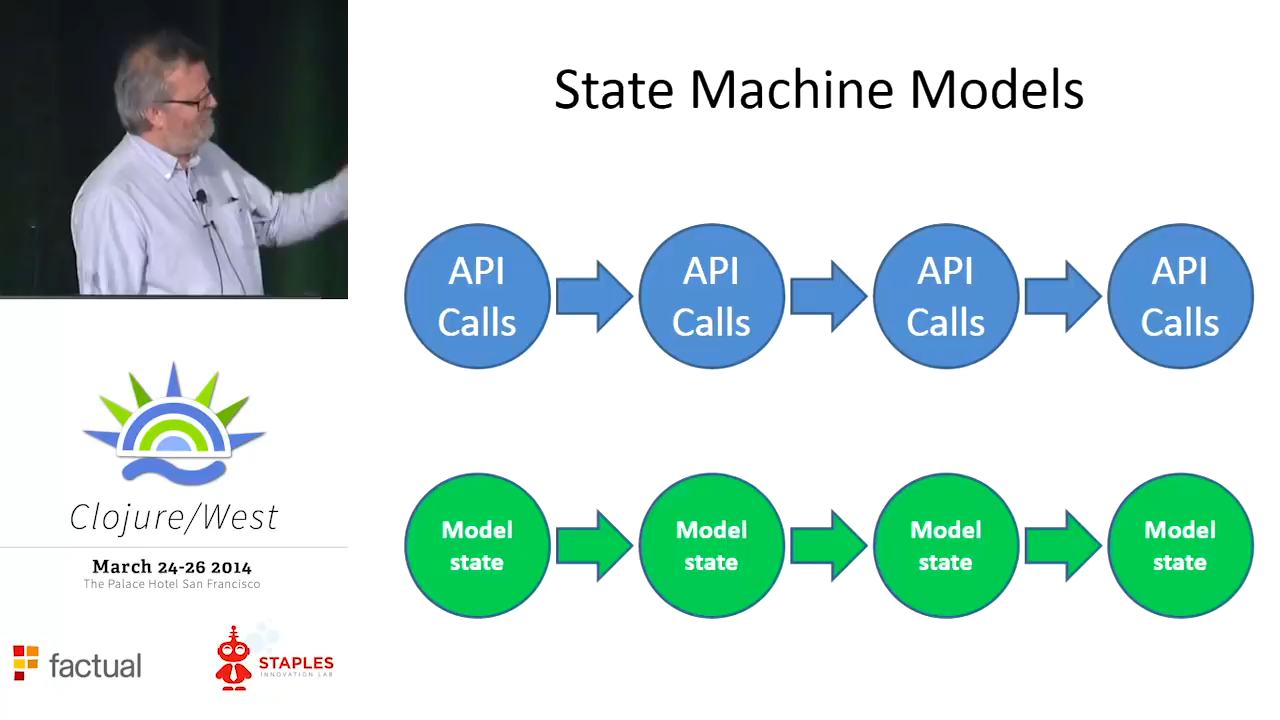 State Machine Models
API
Calls
API
Calls
API
Calls
API
Calls
Model
state
Model
state
Model
state
Model
state
Clojure/West
March 24-26 2014
The Palace Hotel San Francisco
factual
STAPLES
INNOVATION LAB